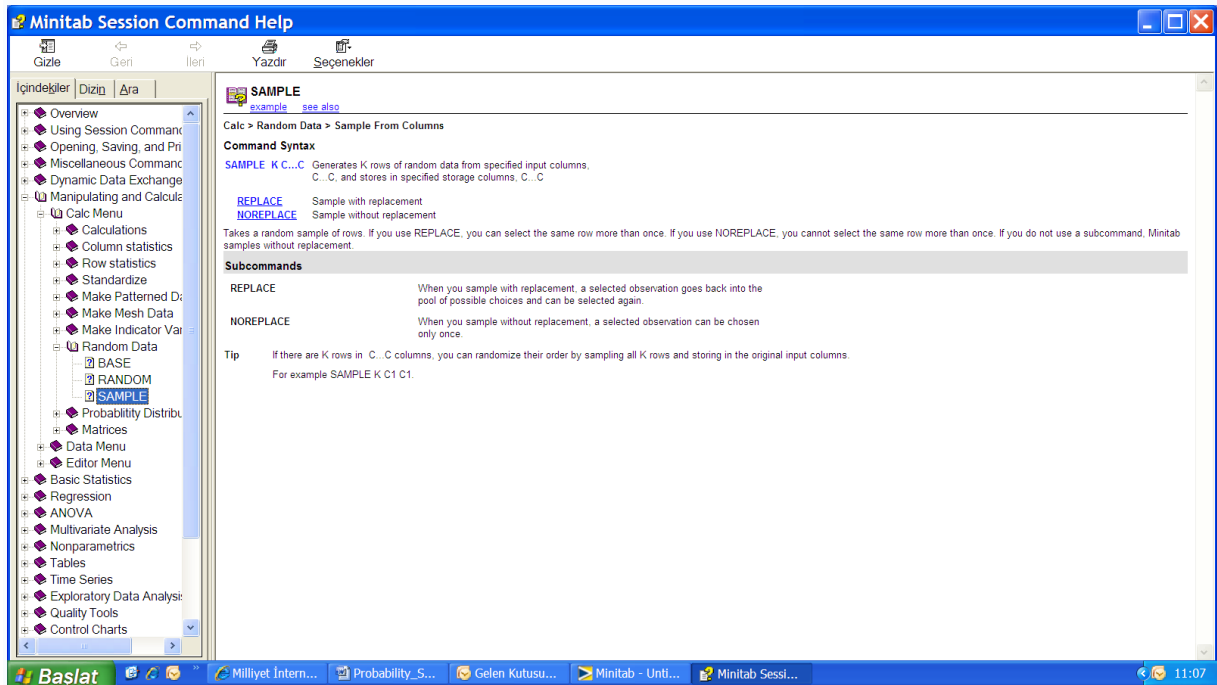 Minitab Session Command Help
Gizle Geri İleri Yazdır Seçenekler
İçindekiler Dizin Ara
Overview
Using Session Command
Opening, Saving, and Pri
Miscellaneous Command
Dynamic Data Exchange
Manipulating and Calcula
Calc Menu
Calculations
Column statistics
Row statistics
Standardize
Make Patterned Da
Make Mesh Data
Make Indicator Var
Random Data
BASE
RANDOM
SAMPLE
Probablitity Distribu
Matrices
Data Menu
Editor Menu
Basic Statistics
Regression
ANOVA
Multivariate Analysis
Nonparametrics
Tables
Time Series
Exploratory Data Analysis
Quality Tools
Control Charts
SAMPLE
example see also
Calc > Random Data > Sample From Columns
Command Syntax
SAMPLE K C...C Generates K rows of random data from specified input columns,
C...C, and stores in specified storage columns, C...C
REPLACE Sample with replacement
NOREPLACE Sample without replacement
Takes a random sample of rows. If you use REPLACE, you can select the same row more than once. If you use NOREPLACE, you cannot select the same row more than once. If you do not use a subcommand, Minitab
samples without replacement.
Subcommands
REPLACE When you sample with replacement, a selected observation goes back into the
pool of possible choices and can be selected again.
NOREPLACE When you sample without replacement, a selected observation can be chosen
only once.
Tip If there are K rows in C...C columns, you can randomize their order by sampling all K rows and storing in the original input columns.
For example SAMPLE K C1 C1.
Başlat Milliyet İntern... Probability_S... Gelen Kutusu... Minitab - Unti... Minitab Sessi... 11:07